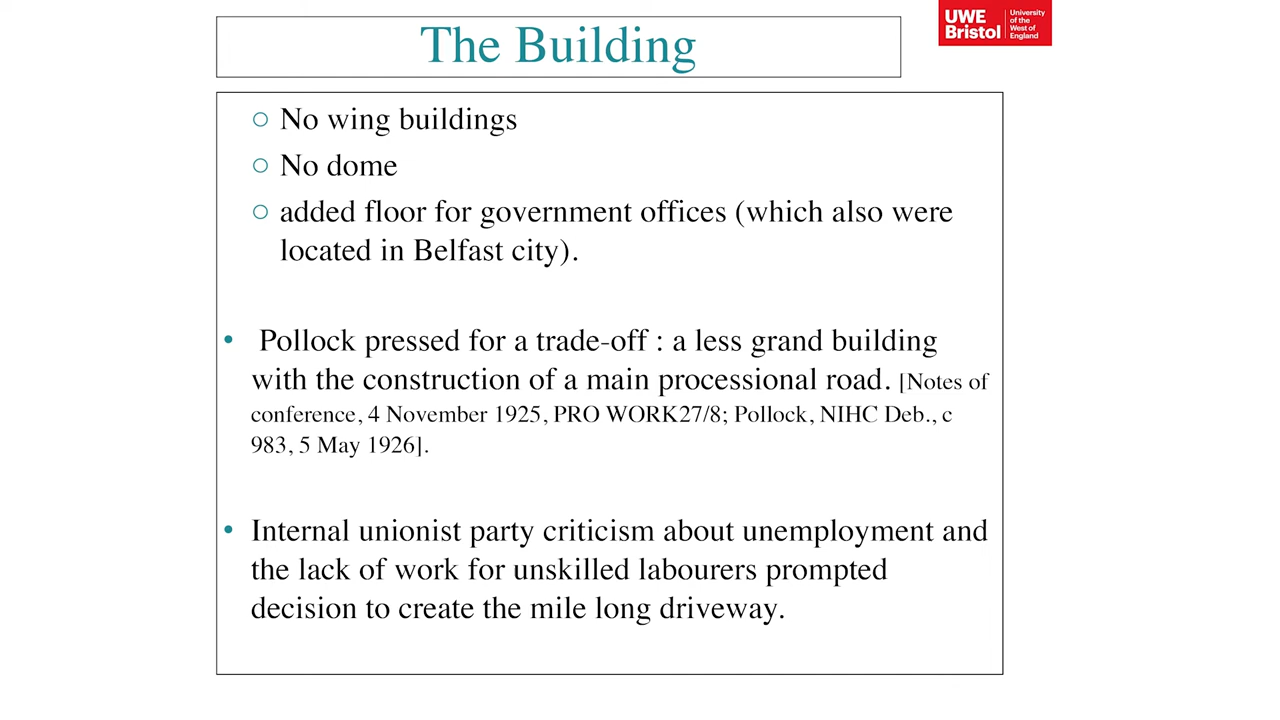 The Building
UWE
Bristol
University
of the
West of
England
○ No wing buildings
○ No dome
○ added floor for government offices (which also were
located in Belfast city).
• Pollock pressed for a trade-off : a less grand building
with the construction of a main processional road. [Notes of
conference, 4 November 1925, PRO WORK27/8; Pollock, NIHC Deb., c
983, 5 May 1926].
• Internal unionist party criticism about unemployment and
the lack of work for unskilled labourers prompted
decision to create the mile long driveway.